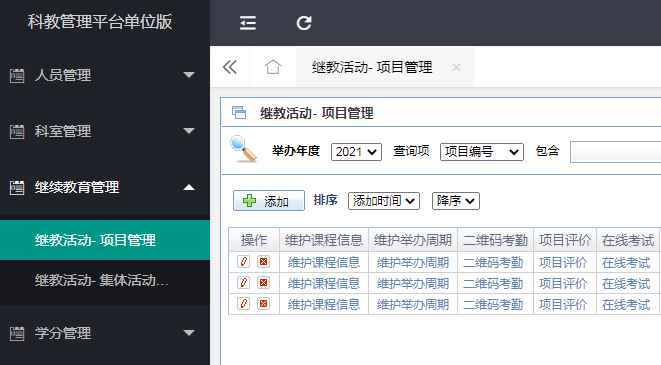 科教管理平台单位版
人员管理
科室管理
继续教育管理
继教活动- 项目管理
继教活动- 集体活动...
学分管理
继教活动- 项目管理
继教活动- 项目管理
举办年度 2021 查询项 项目编号 包含
添加 排序 添加时间 降序
操作 维护课程信息 维护举办周期 二维码考勤 项目评价 在线考试
维护课程信息 维护举办周期 二维码考勤 项目评价 在线考试
维护课程信息 维护举办周期 二维码考勤 项目评价 在线考试
维护课程信息 维护举办周期 二维码考勤 项目评价 在线考试